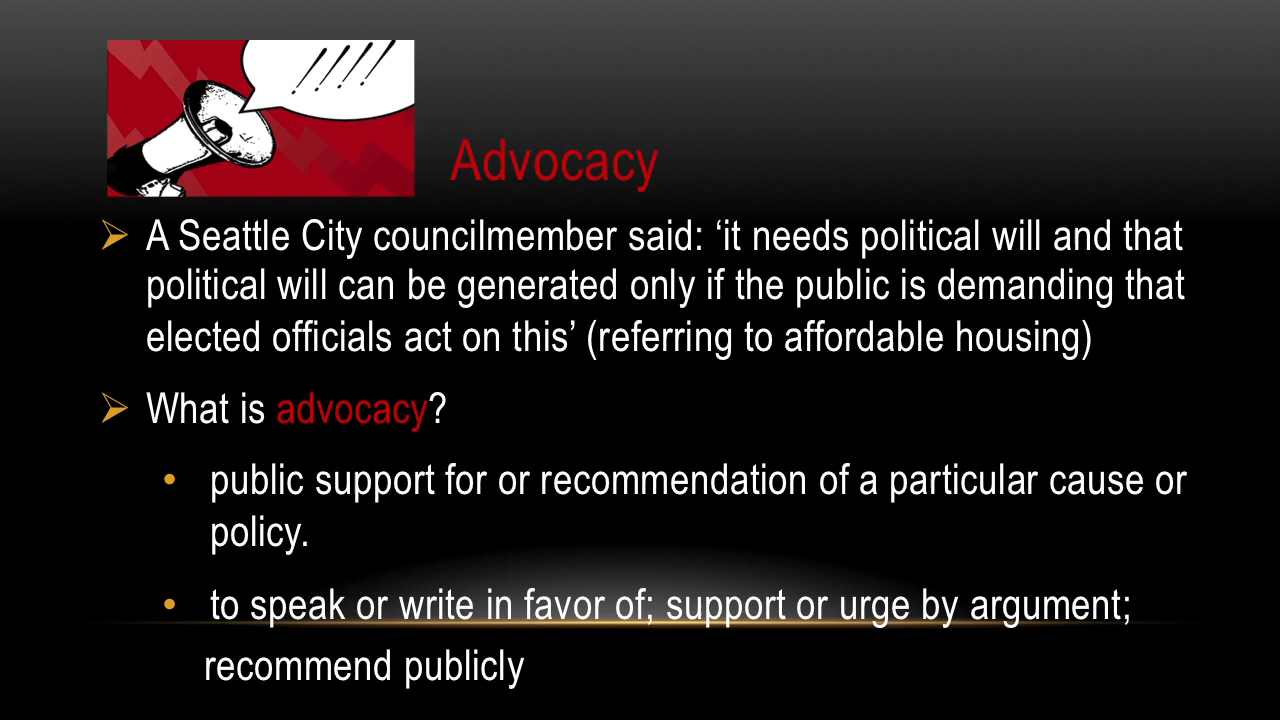 Advocacy
A Seattle City councilmember said: ‘it needs political will and that
political will can be generated only if the public is demanding that
elected officials act on this’ (referring to affordable housing)
What is advocacy?
public support for or recommendation of a particular cause or
policy.
to speak or write in favor of; support or urge by argument;
recommend publicly